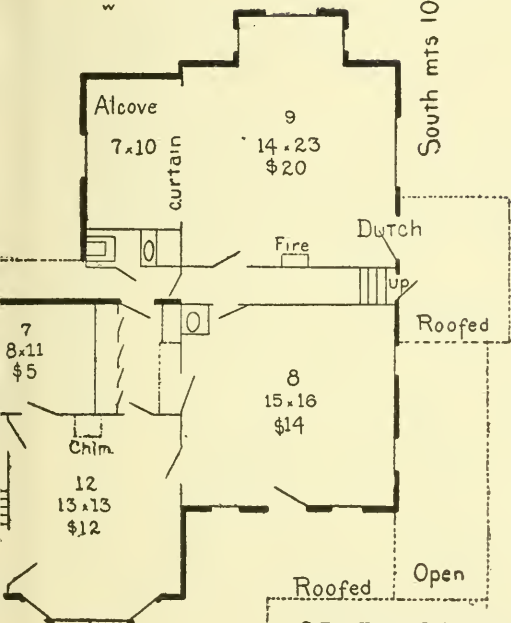 w
South mts 10
Alcove
7x10
curtain
9
14x23
$20
Dutch
Fire
up
Roofed
7
8x11
$5
8
15x16
$14
Chim
12
13x13
$12
Open
Roofed